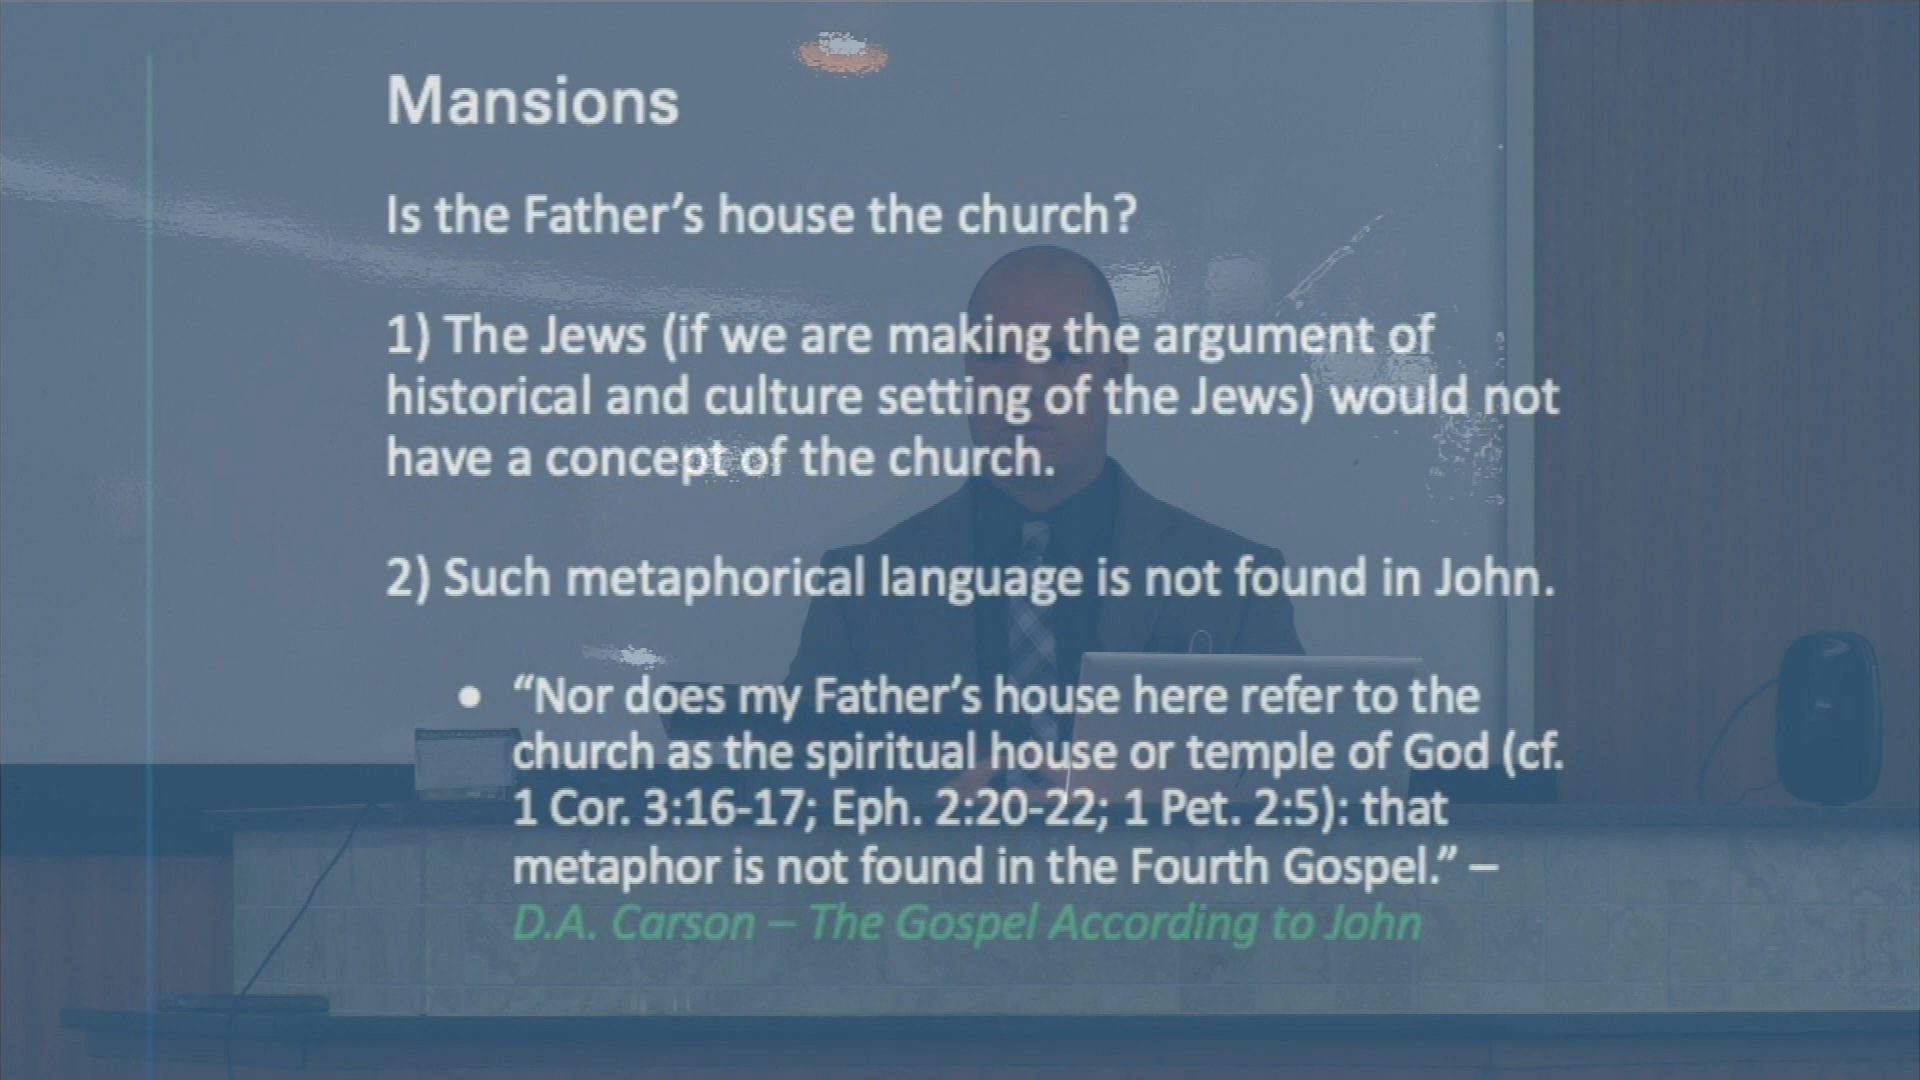 Mansions
Is the Father’s house the church?
1) The Jews (if we are making the argument of
historical and culture setting of the Jews) would not
have a concept of the church.
2) Such metaphorical language is not found in John.
• “Nor does my Father’s house here refer to the
church as the spiritual house or temple of God (cf.
1 Cor. 3:16-17; Eph. 2:20-22; 1 Pet. 2:5): that
metaphor is not found in the Fourth Gospel.” –
D.A. Carson – The Gospel According to John